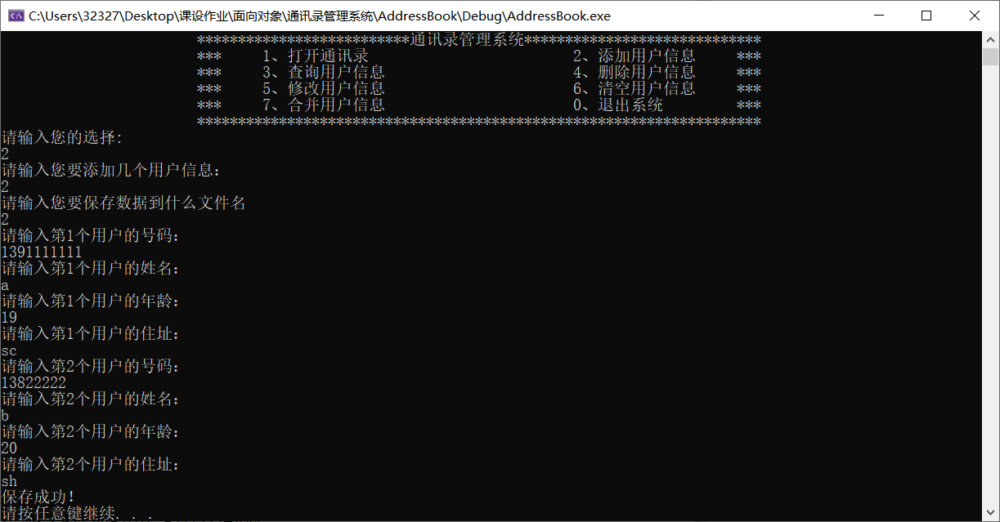 C:\Users\32327\Desktop\课设作业\面向对象\通讯录管理系统\AddressBook\Debug\AddressBook.exe
**************************通讯录管理系统*****************************
*** 1、打开通讯录 2、添加用户信息 ***
*** 3、查询用户信息 4、删除用户信息 ***
*** 5、修改用户信息 6、清空用户信息 ***
*** 7、合并用户信息 0、退出系统 ***
*********************************************************************
请输入您的选择:
2
请输入您要添加几个用户信息：
2
请输入您要保存数据到什么文件名
2
请输入第1个用户的号码：
1391111111
请输入第1个用户的姓名：
a
请输入第1个用户的年龄：
19
请输入第1个用户的住址：
sc
请输入第2个用户的号码：
13822222
请输入第2个用户的姓名：
b
请输入第2个用户的年龄：
20
请输入第2个用户的住址：
sh
保存成功！
请按任意键继续. . .